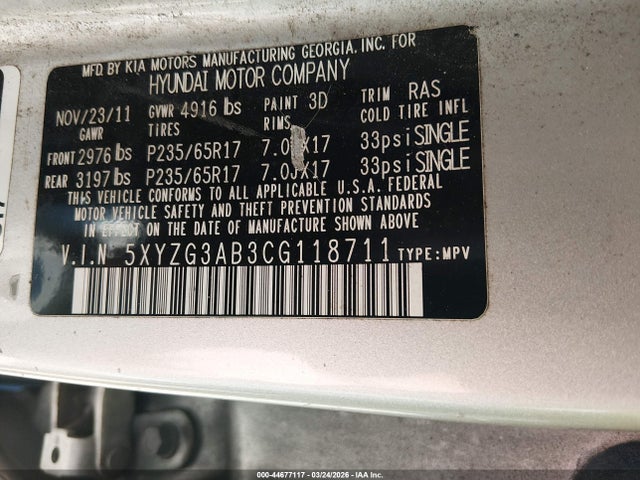 MFD. BY KIA MOTORS MANUFACTURING GEORGIA, INC. FOR
HYUNDAI MOTOR COMPANY
NOV/23/11 GVWR 4916 lbs PAINT 3D TRIM RAS
GAWR TIRES RIMS COLD TIRE INFL
FRONT 2976 lbs P235/65R17 X17 33psi SINGLE
REAR 3197 lbs P235/65R17 7.0JX17 33psi SINGLE
THIS VEHICLE CONFORMS TO ALL APPLICABLE U.S.A. FEDERAL
MOTOR VEHICLE SAFETY AND THEFT PREVENTION STANDARDS
IN EFFECT ON THE DATE OF MANUFACTURE SHOWN ABOVE.
V.I.N 5XYZG3AB3CG118711 TYPE:MPV
000-44677117 03/24/2026 IAA Inc.